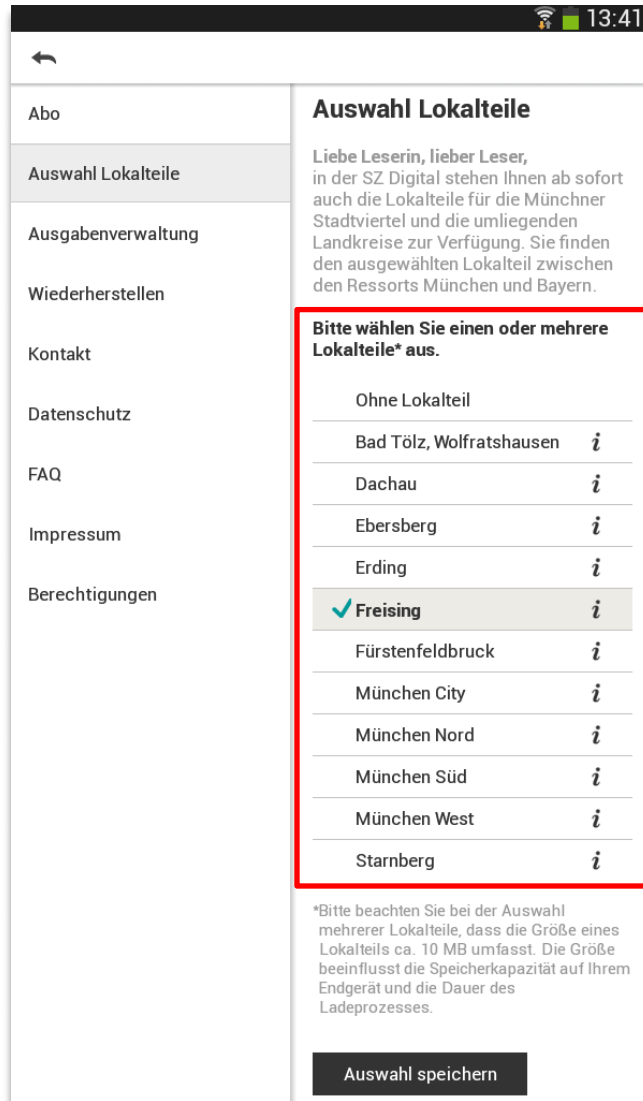 13:41
Abo
Auswahl Lokalteile
Ausgabenverwaltung
Wiederherstellen
Kontakt
Datenschutz
FAQ
Impressum
Berechtigungen
Auswahl Lokalteile
Liebe Leserin, lieber Leser,
in der SZ Digital stehen Ihnen ab sofort
auch die Lokalteile für die Münchner
Stadtviertel und die umliegenden
Landkreise zur Verfügung. Sie finden
den ausgewählten Lokalteil zwischen
den Ressorts München und Bayern.
Bitte wählen Sie einen oder mehrere
Lokalteile* aus.
Ohne Lokalteil
Bad Tölz, Wolfratshausen i
Dachau i
Ebersberg i
Erding i
Freising i
Fürstenfeldbruck i
München City i
München Nord i
München Süd i
München West i
Starnberg i
*Bitte beachten Sie bei der Auswahl
mehrerer Lokalteile, dass die Größe eines
Lokalteils ca. 10 MB umfasst. Die Größe
beeinflusst die Speicherkapazität auf Ihrem
Endgerät und die Dauer des
Ladeprozesses.
Auswahl speichern